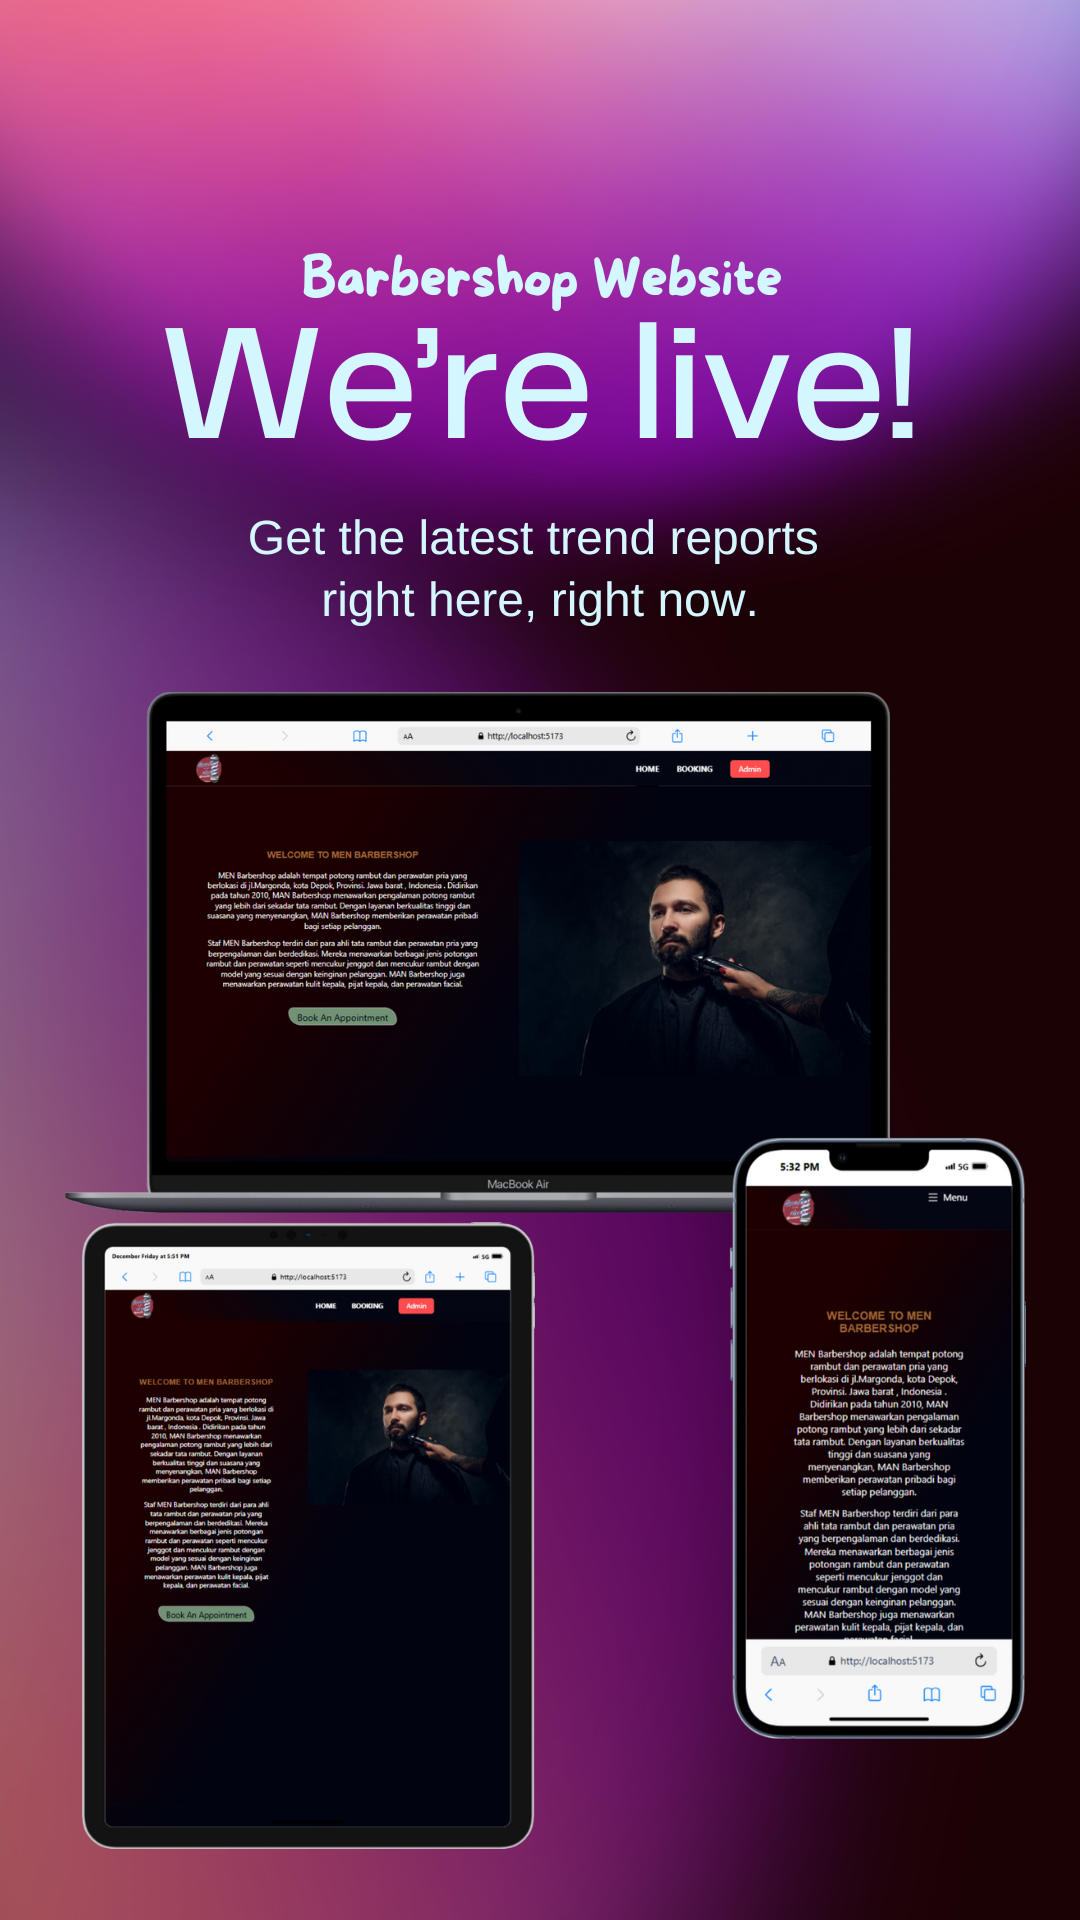 Barbershop Website
We're live!
Get the latest trend reports
right here, right now.
AA
http://localhost:5173
HOME
BOOKING
Admin
WELCOME TO MEN BARBERSHOP
MEN Barbershop adalah tempat potong rambut dan perawatan pria yang
berlokasi di jl.Margonda, kota Depok, Provinsi. Jawa barat , Indonesia . Didirikan
pada tahun 2010, MAN Barbershop menawarkan pengalaman potong rambut
yang lebih dari sekadar tata rambut. Dengan layanan berkualitas tinggi dan
suasana yang menyenangkan, MAN Barbershop memberikan perawatan pribadi
bagi setiap pelanggan.
Staf MEN Barbershop terdiri dari para ahli tata rambut dan perawatan pria yang
berpengalaman dan berdedikasi. Mereka menawarkan berbagai jenis potongan
rambut dan perawatan seperti mencukur jenggot dan mencukur rambut dengan
model yang sesuai dengan keinginan pelanggan. MAN Barbershop juga
menawarkan perawatan kulit kepala, pijat kepala, dan perawatan facial.
Book An Appointment
MacBook Air
December Friday at 5:51 PM
5G
AA
http://localhost:5173
HOME
BOOKING
Admin
WELCOME TO MEN BARBERSHOP
MEN Barbershop adalah tempat potong
rambut dan perawatan pria yang berlokasi di
jl.Margonda, kota Depok, Provinsi. Jawa
barat , Indonesia . Didirikan pada tahun
2010, MAN Barbershop menawarkan
pengalaman potong rambut yang lebih dari
sekadar tata rambut. Dengan layanan
berkualitas tinggi dan suasana yang
menyenangkan, MAN Barbershop
memberikan perawatan pribadi bagi setiap
pelanggan.
Staf MEN Barbershop terdiri dari para ahli
tata rambut dan perawatan pria yang
berpengalaman dan berdedikasi. Mereka
menawarkan berbagai jenis potongan
rambut dan perawatan seperti mencukur
jenggot dan mencukur rambut dengan
model yang sesuai dengan keinginan
pelanggan. MAN Barbershop juga
menawarkan perawatan kulit kepala, pijat
kepala, dan perawatan facial.
Book An Appointment
5:32 PM
5G
Menu
WELCOME TO MEN
BARBERSHOP
MEN Barbershop adalah tempat potong
rambut dan perawatan pria yang
berlokasi di jl.Margonda, kota Depok,
Provinsi. Jawa barat , Indonesia .
Didirikan pada tahun 2010, MAN
Barbershop menawarkan pengalaman
potong rambut yang lebih dari sekadar
tata rambut. Dengan layanan berkualitas
tinggi dan suasana yang
menyenangkan, MAN Barbershop
memberikan perawatan pribadi bagi
setiap pelanggan.
Staf MEN Barbershop terdiri dari para
ahli tata rambut dan perawatan pria
yang berpengalaman dan berdedikasi.
Mereka menawarkan berbagai jenis
potongan rambut dan perawatan
seperti mencukur jenggot dan
mencukur rambut dengan model yang
sesuai dengan keinginan pelanggan.
MAN Barbershop juga menawarkan
perawatan kulit kepala, pijat kepala, dan
AA
http://localhost:5173